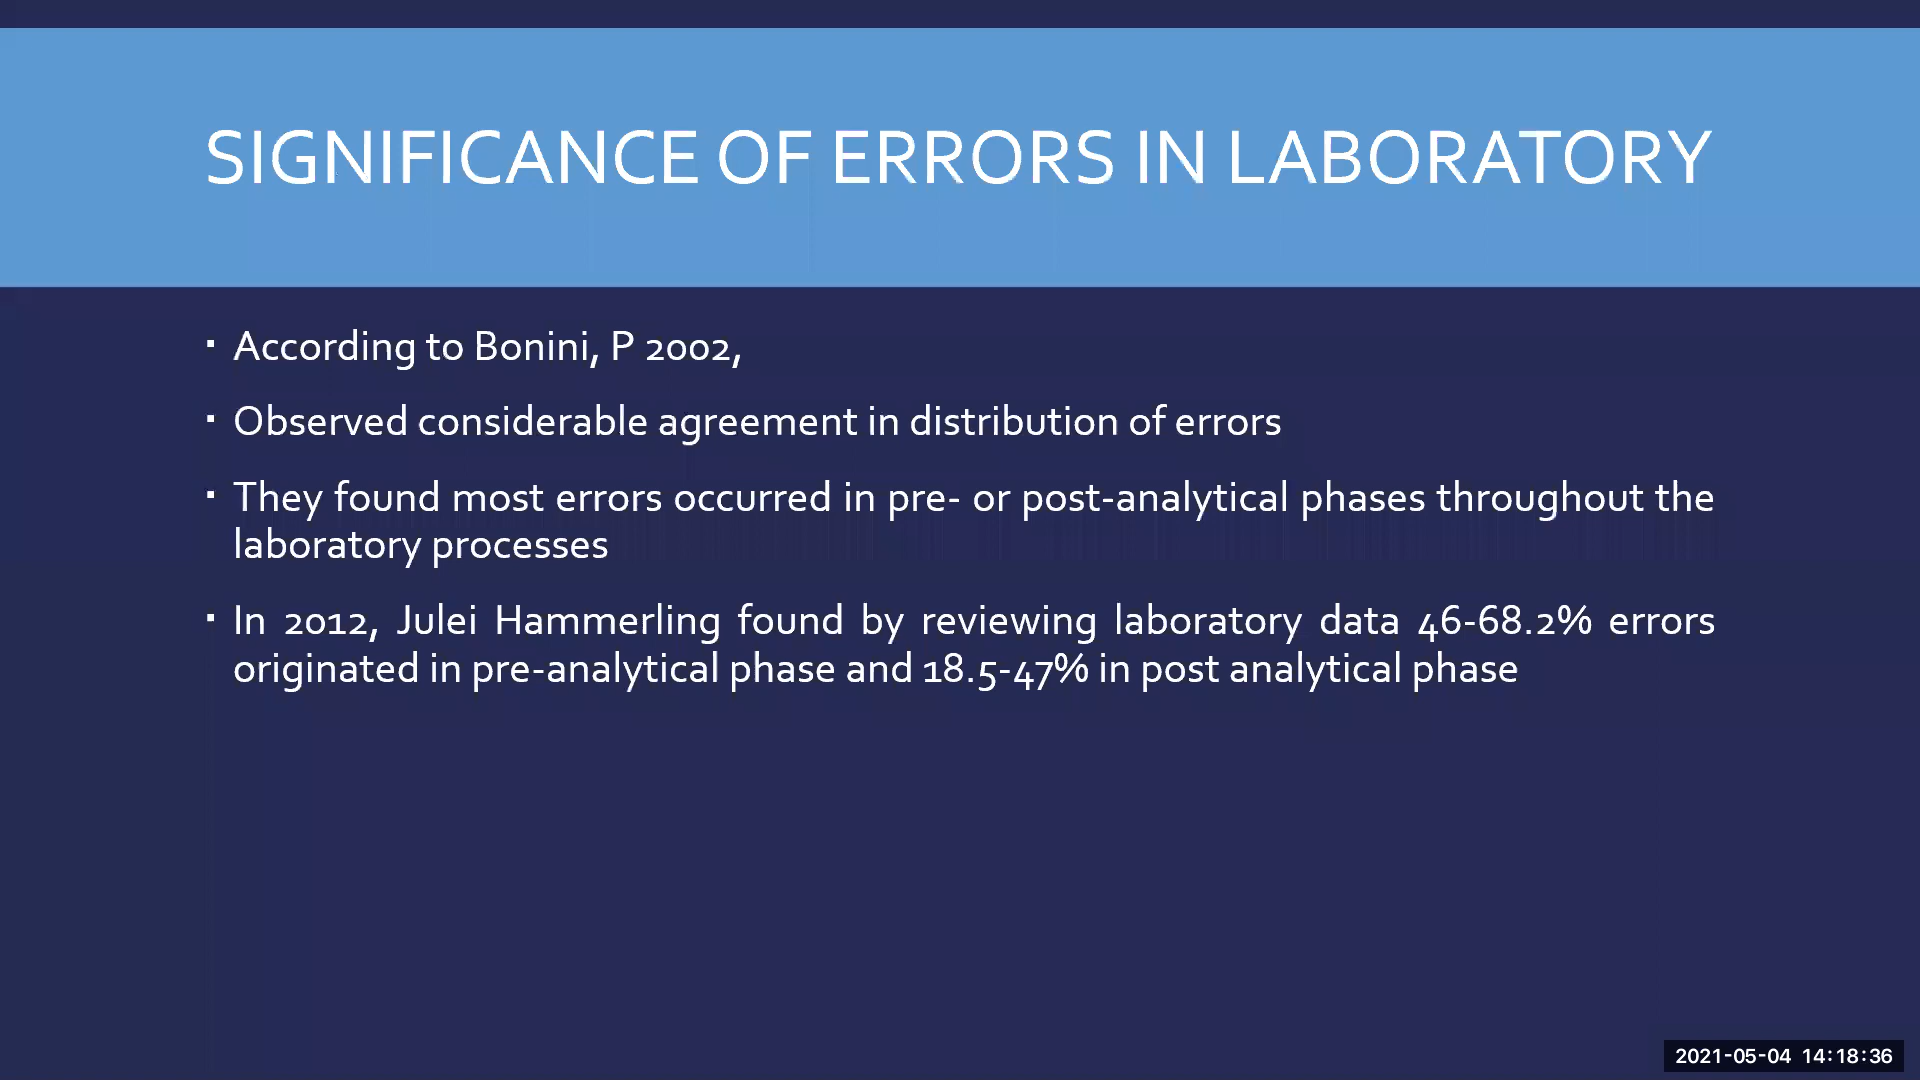 SIGNIFICANCE OF ERRORS IN LABORATORY
▪ According to Bonini, P 2002,
▪ Observed considerable agreement in distribution of errors
▪ They found most errors occurred in pre- or post-analytical phases throughout the
laboratory processes
▪ In 2012, Julei Hammerling found by reviewing laboratory data 46-68.2% errors
originated in pre-analytical phase and 18.5-47% in post analytical phase
2021-05-04 14:18:36